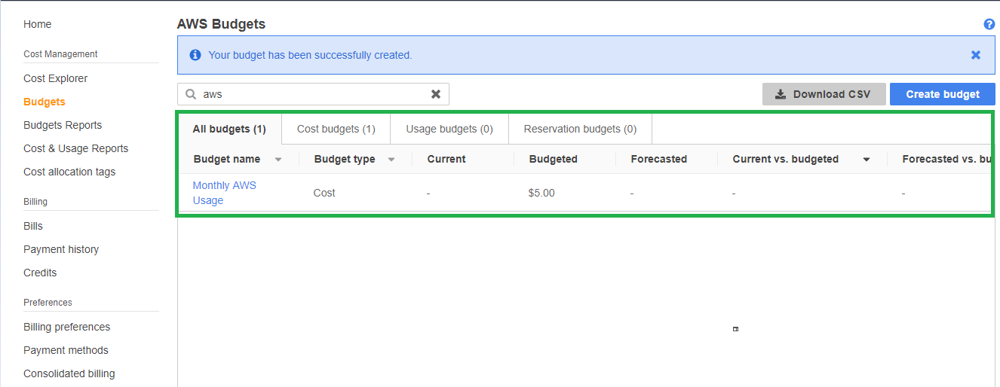 Home
Cost Management
Cost Explorer
Budgets
Budgets Reports
Cost & Usage Reports
Cost allocation tags
Billing
Bills
Payment history
Credits
Preferences
Billing preferences
Payment methods
Consolidated billing
AWS Budgets
Your budget has been successfully created.
aws
Download CSV
Create budget
All budgets (1)
Cost budgets (1)
Usage budgets (0)
Reservation budgets (0)
Budget name
Budget type
Current
Budgeted
Forecasted
Current vs. budgeted
Forecasted vs. bu
Monthly AWS
Usage
Cost
-
$5.00
-
-
-